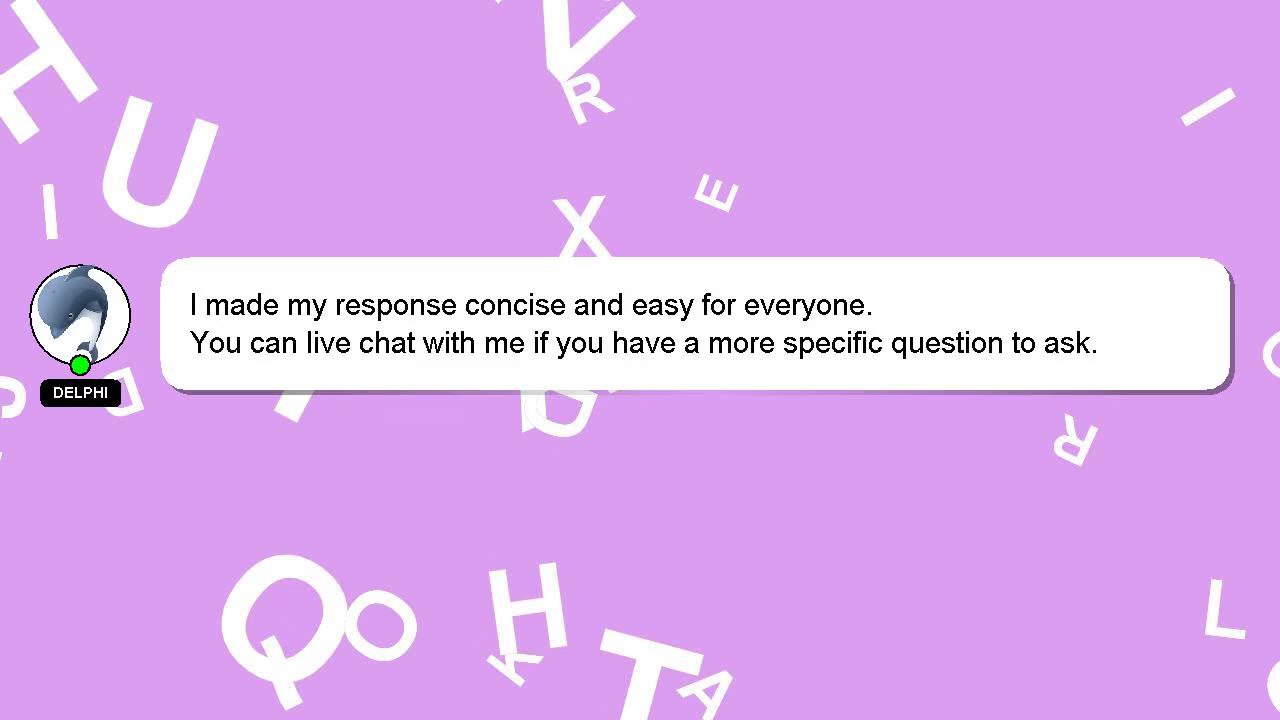 H
V
R
U
I
E
X
I
I made my response concise and easy for everyone.
You can live chat with me if you have a more specific question to ask.
DELPHI
D
R
Q
O
H
K
T
A
L